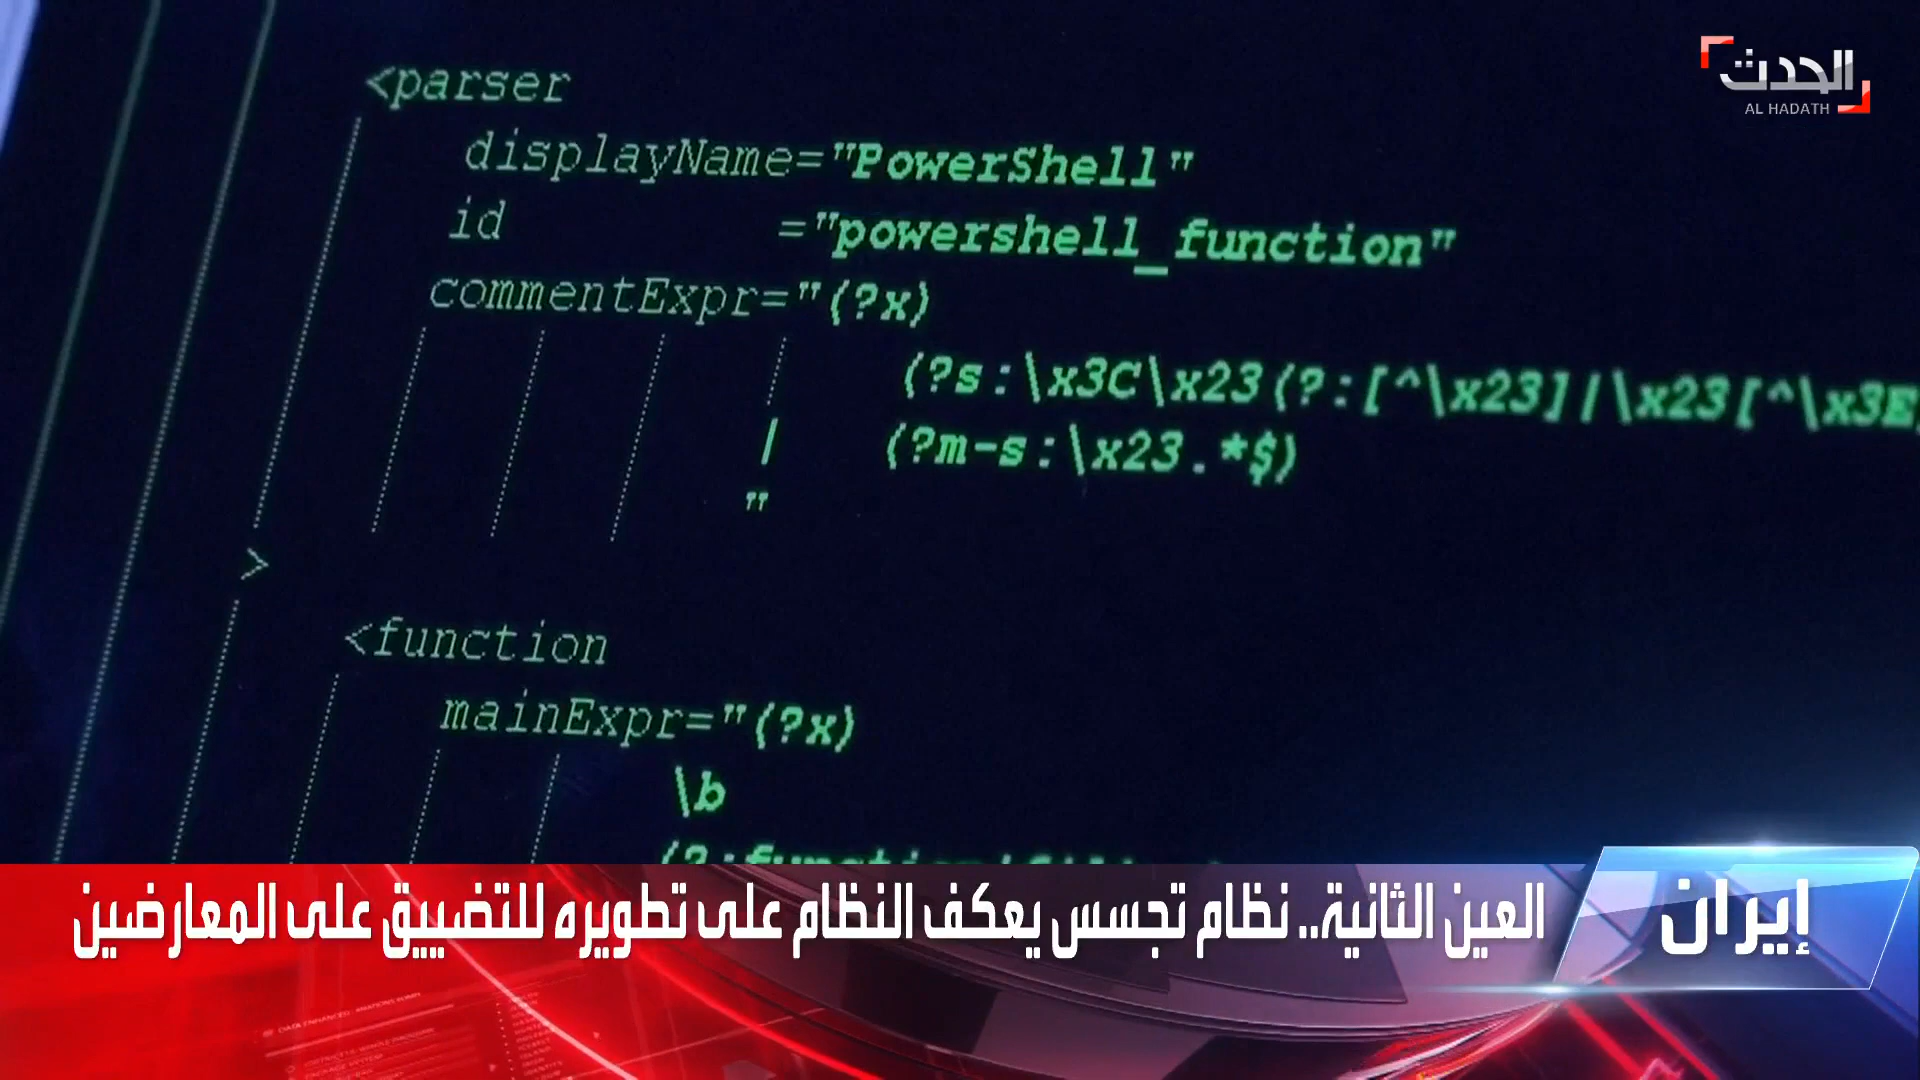 الحدث
AL HADATH
<parser
displayName="PowerShell"
id ="powershell_function"
commentExpr="(?x)
(?s:\x3C\x23(?:[^\x23]|\x23[^\x3E]
| (?m-s:\x23.*$)
"
>
<function
mainExpr="(?x)
\b
إيران
العين الثانية.. نظام تجسس يعكف النظام على تطويره للتضييق على المعارضين